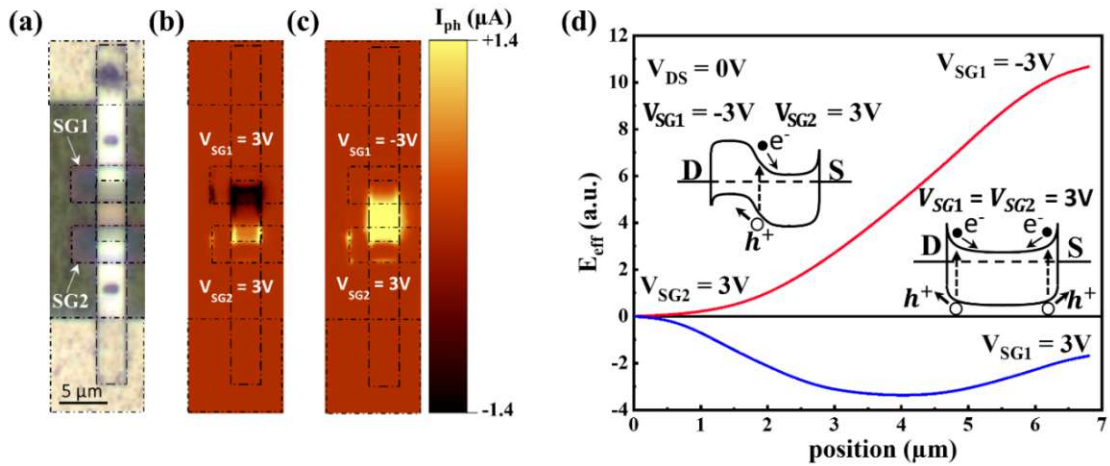 (a)
SG1
SG2
5 μm
(b)
V_SG1 = 3V
V_SG2 = 3V
(c)
V_SG1 = -3V
V_SG2 = 3V
I_ph (μA)
+1.4
-1.4
(d)
E_eff (a.u.)
12
10
8
6
4
2
0
-2
-4
V_DS = 0V
V_SG1 = -3V V_SG2 = 3V
e⁻
D S
h⁺
V_SG1 = -3V
V_SG1 = V_SG2 = 3V
e⁻ e⁻
D S
h⁺ h⁺
V_SG2 = 3V
V_SG1 = 3V
0 1 2 3 4 5 6 7
position (μm)